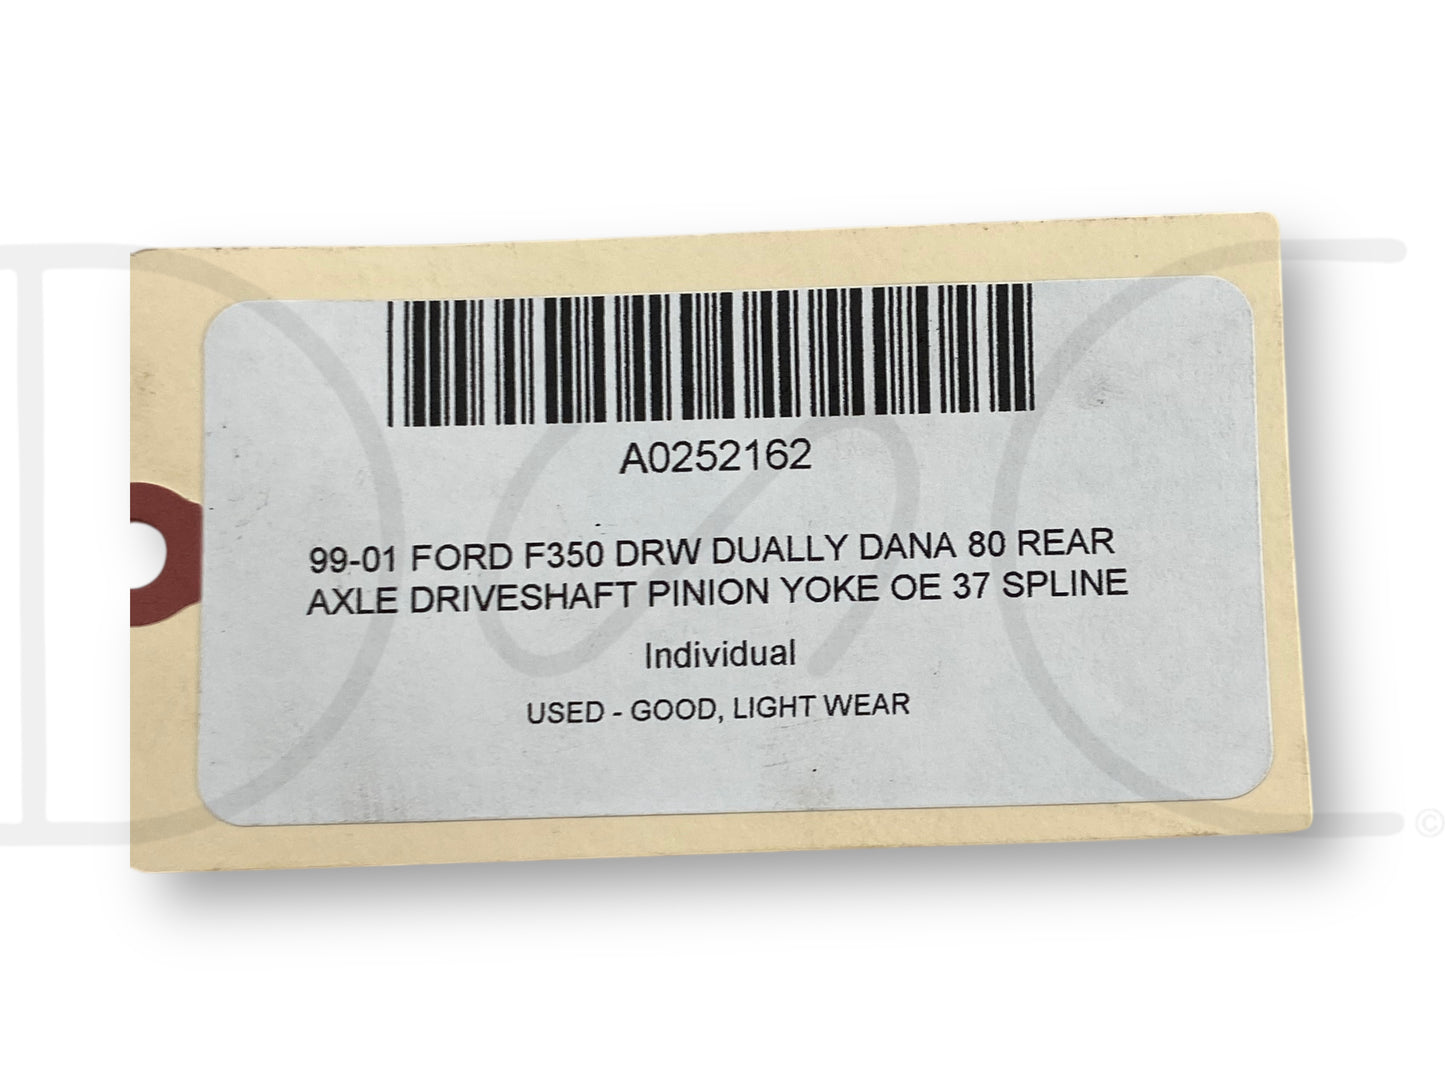 A0252162
99-01 FORD F350 DRW DUALLY DANA 80 REAR
AXLE DRIVESHAFT PINION YOKE OE 37 SPLINE
Individual
USED - GOOD, LIGHT WEAR
©